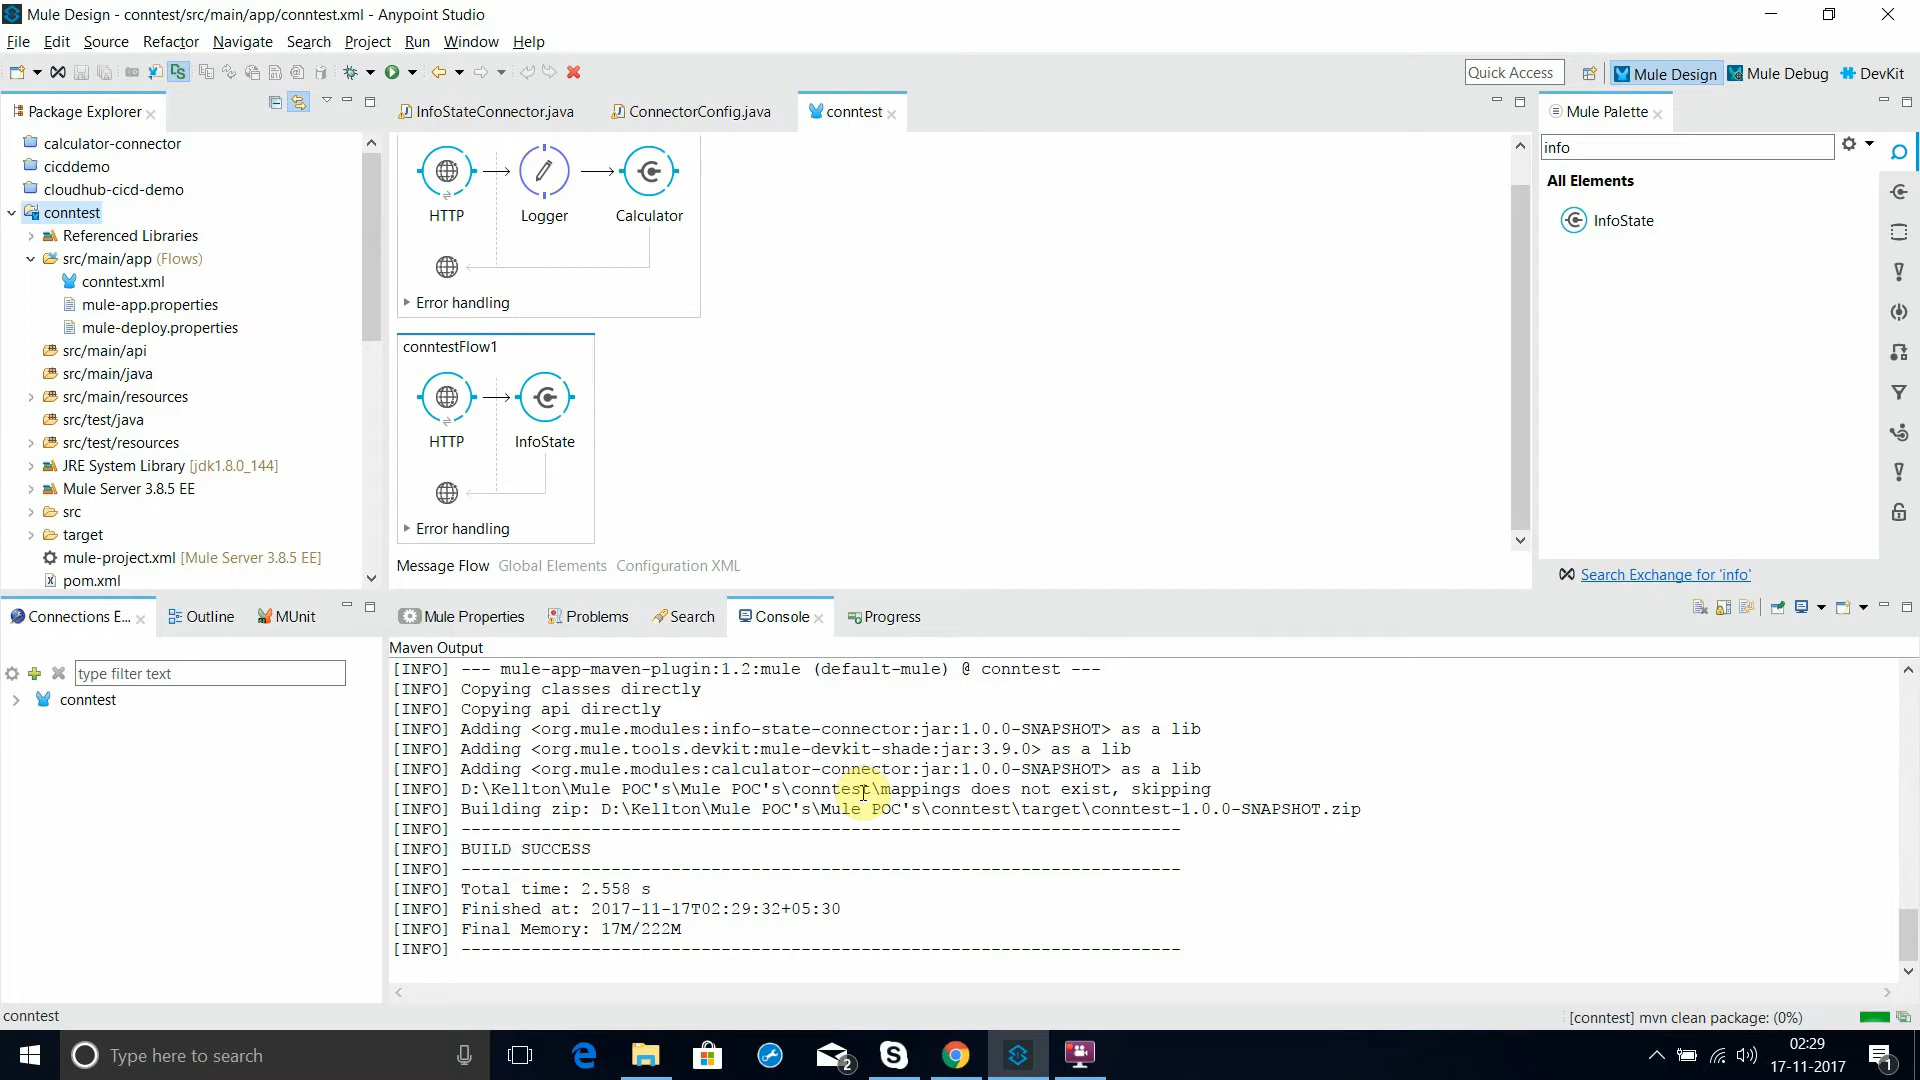 Mule Design - conntest/src/main/app/conntest.xml - Anypoint Studio
File Edit Source Refactor Navigate Search Project Run Window Help
Quick Access
Mule Design
Mule Debug
DevKit
Package Explorer
calculator-connector
cicddemo
cloudhub-cicd-demo
conntest
Referenced Libraries
src/main/app (Flows)
conntest.xml
mule-app.properties
mule-deploy.properties
src/main/api
src/main/java
src/main/resources
src/test/java
src/test/resources
JRE System Library [jdk1.8.0_144]
Mule Server 3.8.5 EE
src
target
mule-project.xml [Mule Server 3.8.5 EE]
pom.xml
InfoStateConnector.java
ConnectorConfig.java
conntest
HTTP
Logger
Calculator
Error handling
conntestFlow1
HTTP
InfoState
Error handling
Message Flow Global Elements Configuration XML
Mule Palette
info
All Elements
InfoState
Search Exchange for 'info'
Connections E...
Outline
MUnit
type filter text
conntest
Mule Properties
Problems
Search
Console
Progress
Maven Output
[INFO] --- mule-app-maven-plugin:1.2:mule (default-mule) @ conntest ---
[INFO] Copying classes directly
[INFO] Copying api directly
[INFO] Adding <org.mule.modules:info-state-connector:jar:1.0.0-SNAPSHOT> as a lib
[INFO] Adding <org.mule.tools.devkit:mule-devkit-shade:jar:3.9.0> as a lib
[INFO] Adding <org.mule.modules:calculator-connector:jar:1.0.0-SNAPSHOT> as a lib
[INFO] D:\Kellton\Mule POC's\Mule POC's\conntest\mappings does not exist, skipping
[INFO] Building zip: D:\Kellton\Mule POC's\Mule POC's\conntest\target\conntest-1.0.0-SNAPSHOT.zip
[INFO] ------------------------------------------------------------------------
[INFO] BUILD SUCCESS
[INFO] ------------------------------------------------------------------------
[INFO] Total time: 2.558 s
[INFO] Finished at: 2017-11-17T02:29:32+05:30
[INFO] Final Memory: 17M/222M
[INFO] ------------------------------------------------------------------------
conntest
[conntest] mvn clean package: (0%)
Type here to search
2
02:29
17-11-2017
1